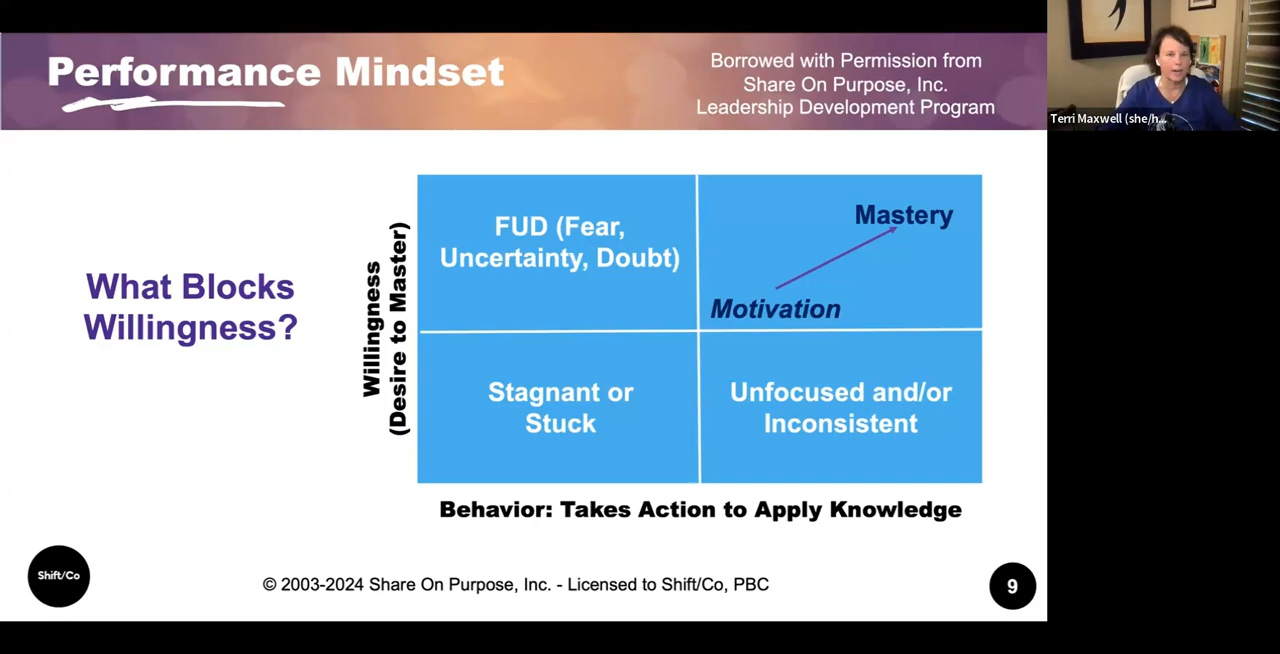 Performance Mindset
Borrowed with Permission from
Share On Purpose, Inc.
Leadership Development Program
Terri Maxwell (she/h...
What Blocks
Willingness?
Willingness
(Desire to Master)
FUD (Fear,
Uncertainty, Doubt)
Mastery
Motivation
Stagnant or
Stuck
Unfocused and/or
Inconsistent
Behavior: Takes Action to Apply Knowledge
Shift/Co
© 2003-2024 Share On Purpose, Inc. - Licensed to Shift/Co, PBC
9